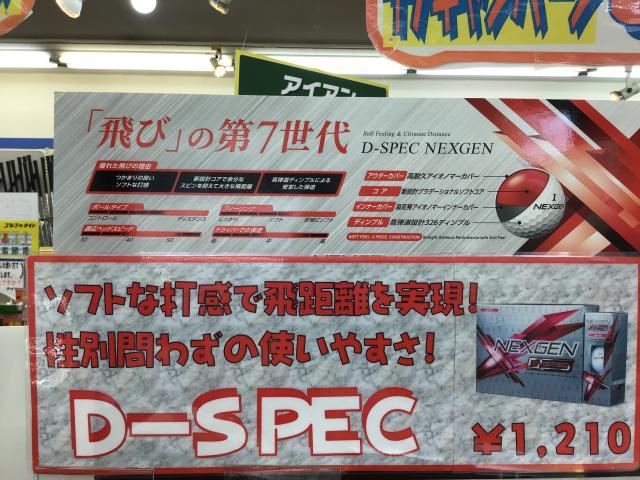 アイアン
「飛び」の第7世代
Soft Feeling & Ultimate Distance
D-SPEC NEXGEN
優れた飛びの理由
つかまりの良い
ソフトな打感
新設計コアで余分な
スピンを抑えて大きな飛距離
高弾道ディンプルによる
安定した弾道
ボールタイプ
コントロール
ディスタンス
フィーリング
しっかり
ソフト
非常にソフト
適応ヘッドスピード
30
40
50
ドライバーでの弾道
低
中
高
アウターカバー 高耐久アイオノマーカバー
コア 新設計グラデーショナルソフトコア
インナーカバー 高反発アイオノマーインナーカバー
ディンプル 高弾道設計326ディンプル
SOFT FEEL 3 PIECE CONSTRUCTION Straight Distance Performance with Soft Feel
1
NEXGEN
ソフトな打感で飛距離を実現!
性別問わずの使いやすさ!
D-SPEC
NEXGEN
¥1,210